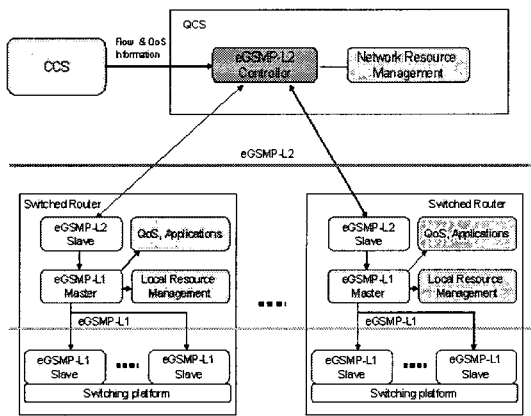 QCS
Flow & QoS
Information
CCS
eGSMP-L2
Controllor
Network Resource
Management
eGSMP-L2
Switched Router
eGSMP-L2
Slave
QoS, Applications
eGSMP-L1
Master
Local Resource
Management
eGSMP-L1
eGSMP-L1
Slave
eGSMP-L1
Slave
Switching platform
Switched Router
eGSMP-L2
Slave
QoS, Applications
eGSMP-L1
Master
Local Resource
Management
eGSMP-L1
eGSMP-L1
Slave
eGSMP-L1
Slave
Switching platform